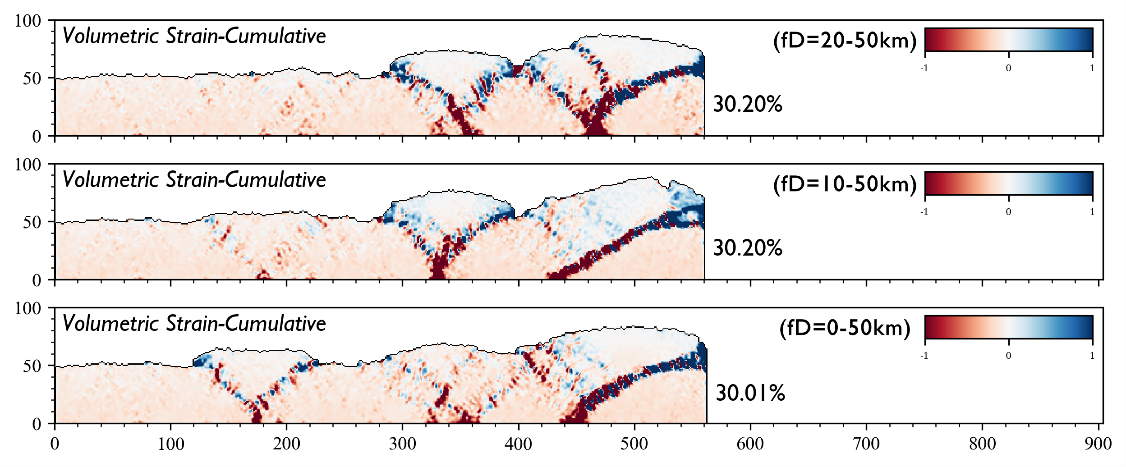 100
Volumetric Strain-Cumulative
(fD=20-50km)
-1 0 1
50
30.20%
0
100
Volumetric Strain-Cumulative
(fD=10-50km)
-1 0 1
50
30.20%
0
100
Volumetric Strain-Cumulative
(fD=0-50km)
-1 0 1
50
30.01%
0
0 100 200 300 400 500 600 700 800 900